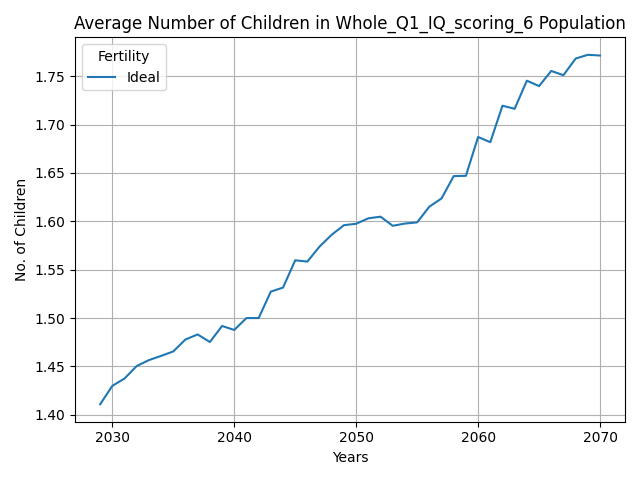 Average Number of Children in Whole_Q1_IQ_scoring_6 Population
Fertility
Ideal
No. of Children
1.75
1.70
1.65
1.60
1.55
1.50
1.45
1.40
2030 2040 2050 2060 2070
Years